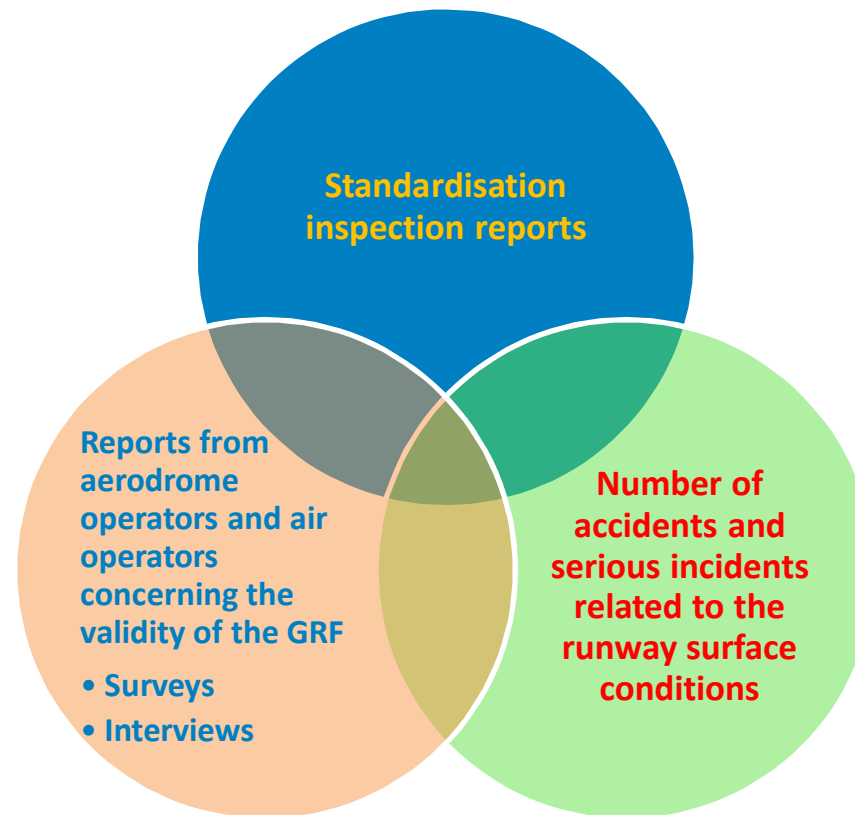 Standardisation
inspection reports
Reports from
aerodrome
operators and air
operators
concerning the
validity of the GRF
• Surveys
• Interviews
Number of
accidents and
serious incidents
related to the
runway surface
conditions